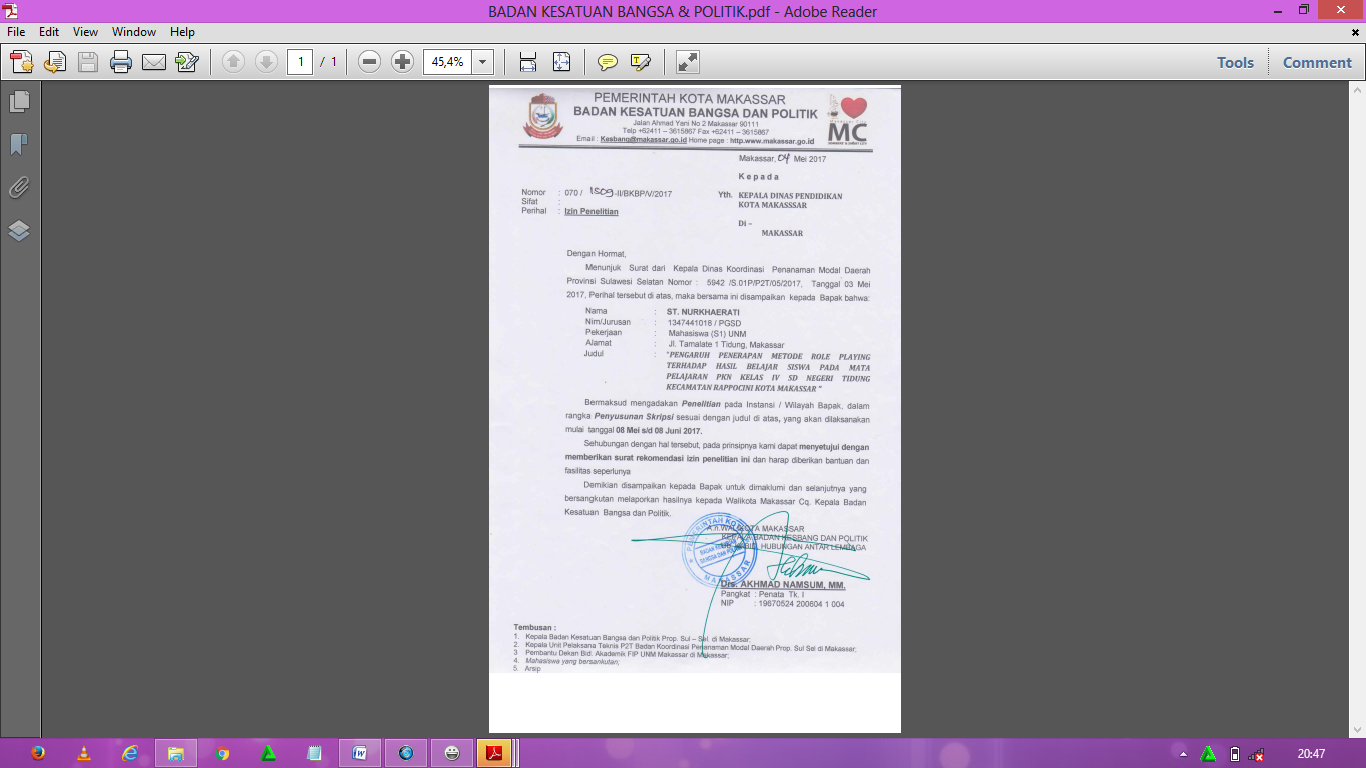 BADAN KESATUAN BANGSA & POLITIK.pdf - Adobe Reader
File Edit View Window Help
1 / 1 45,4% Tools Comment
PEMERINTAH KOTA MAKASSAR
BADAN KESATUAN BANGSA DAN POLITIK
Jalan Ahmad Yani No 2 Makassar 90111
Telp +62411 – 3615867 Fax +62411 – 3615867
Email : Kesbang@makassar.go.id Home page : http.www.makassar.go.id
MC
Makassar, 04 Mei 2017
Kepada
Nomor : 070 / -II/BKBP/V/2017
Sifat :
Perihal : Izin Penelitian
Yth. KEPALA DINAS PENDIDIKAN
KOTA MAKASSSAR
Di –
MAKASSAR
Dengan Hormat,
Menunjuk Surat dari Kepala Dinas Koordinasi Penanaman Modal Daerah
Provinsi Sulawesi Selatan Nomor : 5942 /S.01P/P2T/05/2017, Tanggal 03 Mei
2017, Perihal tersebut di atas, maka bersama ini disampaikan kepada Bapak bahwa:
Nama : ST. NURKHAERATI
Nim/Jurusan : 1347441018 / PGSD
Pekerjaan : Mahasiswa (S1) UNM
Alamat : Jl. Tamalate 1 Tidung, Makassar
Judul : "PENGARUH PENERAPAN METODE ROLE PLAYING
TERHADAP HASIL BELAJAR SISWA PADA MATA
PELAJARAN PKN KELAS IV SD NEGERI TIDUNG
KECAMATAN RAPPOCINI KOTA MAKASSAR "
Bermaksud mengadakan Penelitian pada Instansi / Wilayah Bapak, dalam
rangka Penyusunan Skripsi sesuai dengan judul di atas, yang akan dilaksanakan
mulai tanggal 08 Mei s/d 08 Juni 2017.
Sehubungan dengan hal tersebut, pada prinsipnya kami dapat menyetujui dengan
memberikan surat rekomendasi izin penelitian ini dan harap diberikan bantuan dan
fasilitas seperlunya
Demikian disampaikan kepada Bapak untuk dimaklumi dan selanjutnya yang
bersangkutan melaporkan hasilnya kepada Walikota Makassar Cq. Kepala Badan
Kesatuan Bangsa dan Politik.
A.n.WALIKOTA MAKASSAR
KEPALA BADAN KESBANG DAN POLITIK
HUBUNGAN ANTAR LEMBAGA
PEMERINTAH KOTA
BADAN KESATUAN
BANGSA DAN POLITIK
MAKASSAR
Drs. AKHMAD NAMSUM, MM.
Pangkat : Penata Tk. I
NIP : 19670524 200604 1 004
Tembusan :
1. Kepala Badan Kesatuan Bangsa dan Politik Prop. Sul – Sel. di Makassar;
2. Kepala Unit Pelaksana Teknis P2T Badan Koordinasi Penanaman Modal Daerah Prop. Sul Sel di Makassar;
3 Pembantu Dekan Bid. Akademik FIP UNM Makassar di Makassar;
4. Mahasiswa yang bersankutan;
5. Arsip
20:47